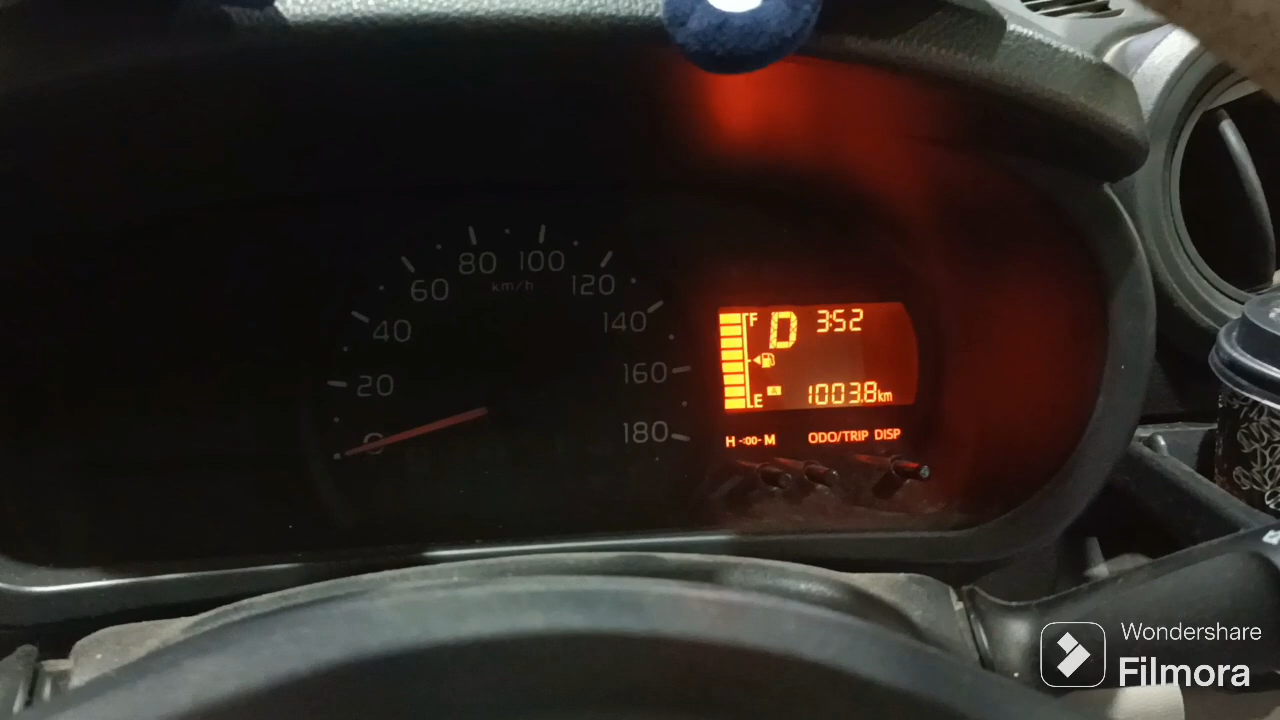 0
20
40
60
80
100
120
140
160
180
km/h
F
D 3:52
E A 1003.8km
H -:00- M ODO/TRIP DISP
Wondershare
Filmora